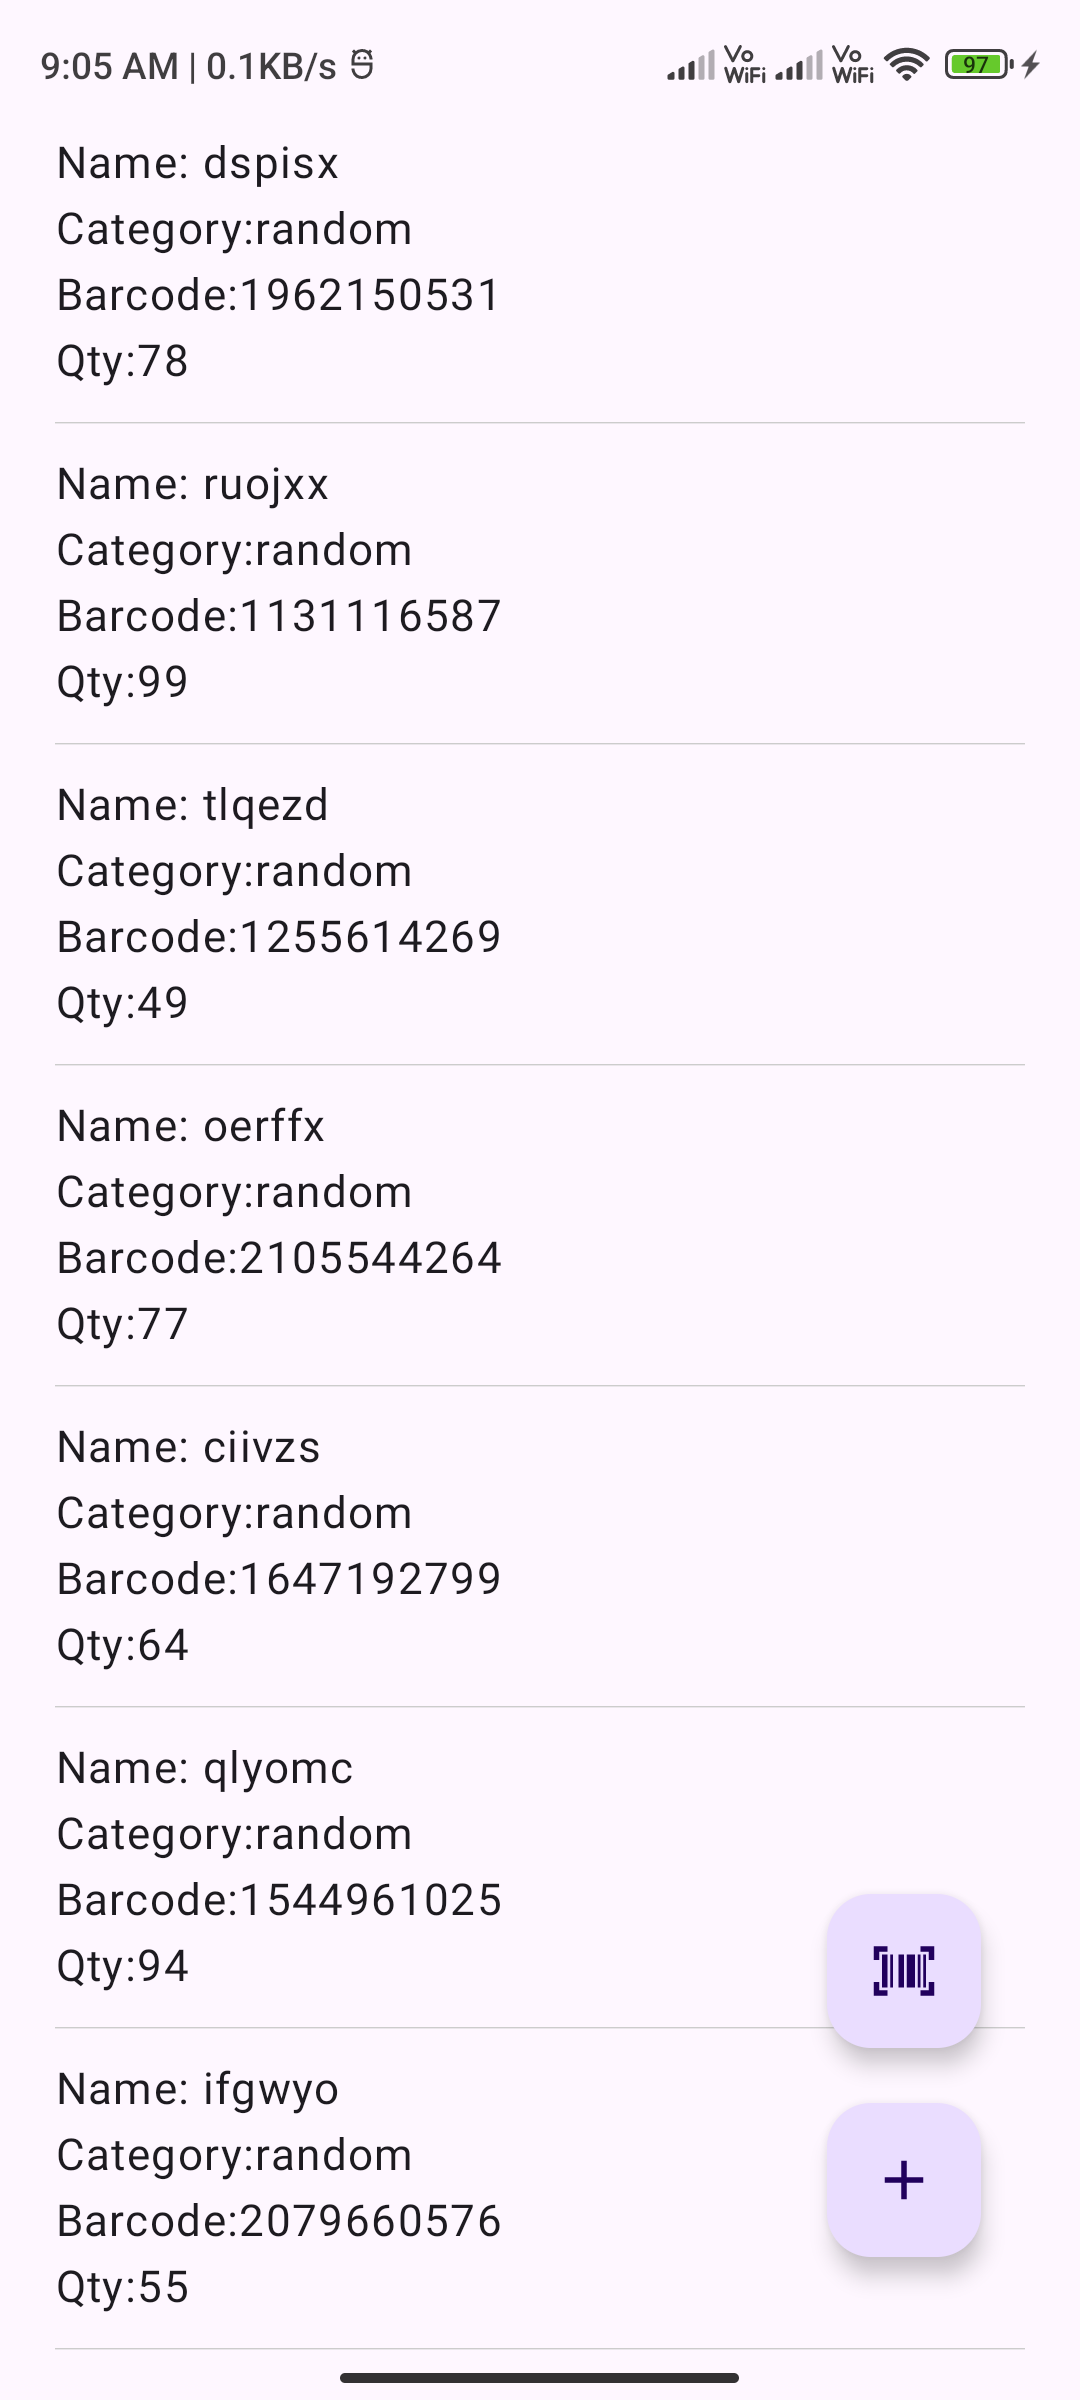 9:05 AM | 0.1KB/s Vo WiFi Vo WiFi 97
Name: dspisx
Category:random
Barcode:1962150531
Qty:78
Name: ruojxx
Category:random
Barcode:1131116587
Qty:99
Name: tlqezd
Category:random
Barcode:1255614269
Qty:49
Name: oerffx
Category:random
Barcode:2105544264
Qty:77
Name: ciivzs
Category:random
Barcode:1647192799
Qty:64
Name: qlyomc
Category:random
Barcode:1544961025
Qty:94
Name: ifgwyo
Category:random
Barcode:2079660576
Qty:55